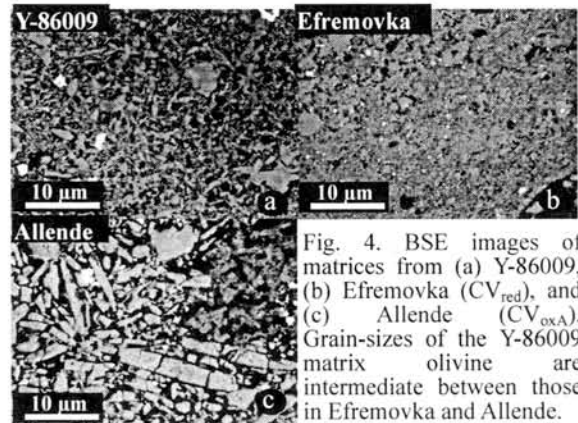 Y-86009
Efremovka
10 µm
a
10 µm
b
Allende
10 µm
c
Fig. 4. BSE images of
matrices from (a) Y-86009,
(b) Efremovka (CVred), and
(c) Allende (CVoxA).
Grain-sizes of the Y-86009
matrix olivine are
intermediate between those
in Efremovka and Allende.